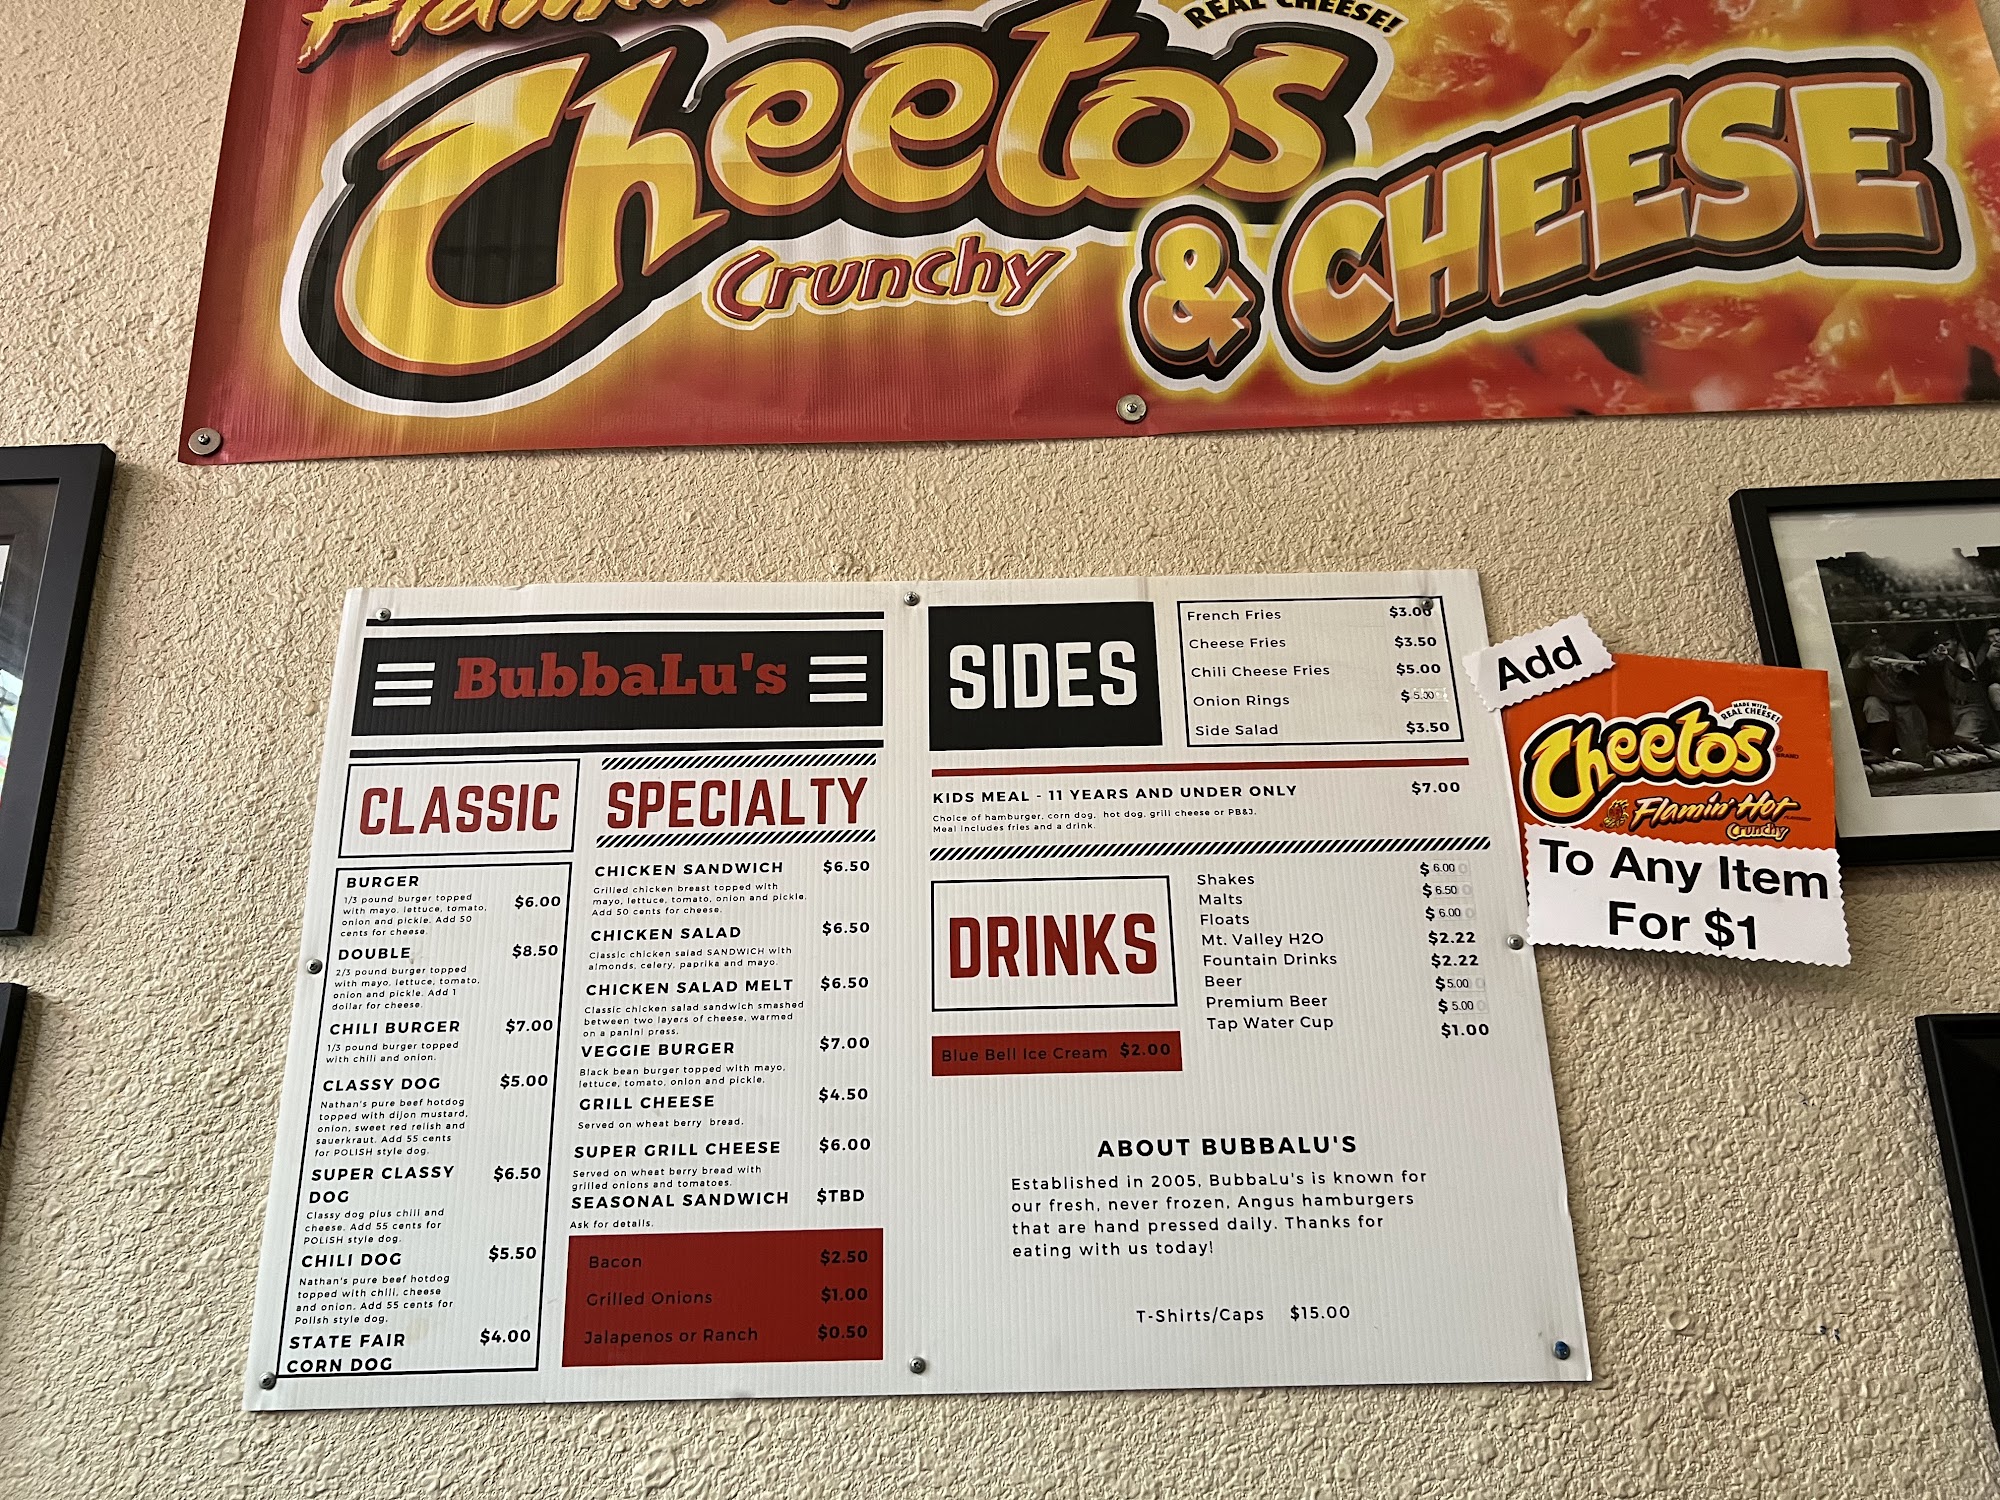 Flamin'
REAL CHEESE!
Cheetos
Crunchy
& CHEESE
BubbaLu's
CLASSIC
BURGER
1/3 pound burger topped
with mayo, lettuce, tomato,
onion and pickle. Add 50
cents for cheese.
$6.00
DOUBLE
$8.50
2/3 pound burger topped
with mayo, lettuce, tomato,
onion and pickle. Add 1
dollar for cheese.
CHILI BURGER
$7.00
1/3 pound burger topped
with chili and onion.
CLASSY DOG
$5.00
Nathan's pure beef hotdog
topped with dijon mustard,
onion, sweet red relish and
sauerkraut. Add 55 cents
for POLISH style dog.
SUPER CLASSY
DOG
$6.50
Classy dog plus chili and
cheese. Add 55 cents for
POLISH style dog.
CHILI DOG
$5.50
Nathan's pure beef hotdog
topped with chili, cheese
and onion. Add 55 cents for
Polish style dog.
STATE FAIR
CORN DOG
$4.00
SPECIALTY
CHICKEN SANDWICH $6.50
Grilled chicken breast topped with
mayo, lettuce, tomato, onion and pickle.
Add 50 cents for cheese.
CHICKEN SALAD $6.50
Classic chicken salad SANDWICH with
almonds, celery, paprika and mayo.
CHICKEN SALAD MELT $6.50
Classic chicken salad sandwich smashed
between two layers of cheese, warmed
on a panini press.
VEGGIE BURGER $7.00
Black bean burger topped with mayo,
lettuce, tomato, onion and pickle.
GRILL CHEESE $4.50
Served on wheat berry bread.
SUPER GRILL CHEESE $6.00
Served on wheat berry bread with
grilled onions and tomatoes.
SEASONAL SANDWICH $TBD
Ask for details.
Bacon $2.50
Grilled Onions $1.00
Jalapenos or Ranch $0.50
SIDES
French Fries $3.00
Cheese Fries $3.50
Chili Cheese Fries $5.00
Onion Rings $5.00
Side Salad $3.50
KIDS MEAL - 11 YEARS AND UNDER ONLY $7.00
Choice of hamburger, corn dog, hot dog, grill cheese or PB&J.
Meal includes fries and a drink.
DRINKS
Shakes $6.00
Malts $6.50
Floats $6.00
Mt. Valley H2O $2.22
Fountain Drinks $2.22
Beer $5.00
Premium Beer $5.00
Tap Water Cup $1.00
Blue Bell Ice Cream $2.00
ABOUT BUBBALU'S
Established in 2005, BubbaLu's is known for
our fresh, never frozen, Angus hamburgers
that are hand pressed daily. Thanks for
eating with us today!
T-Shirts/Caps $15.00
Add
MADE WITH
REAL CHEESE!
Cheetos
BRAND
Flamin' Hot
Crunchy
To Any Item
For $1